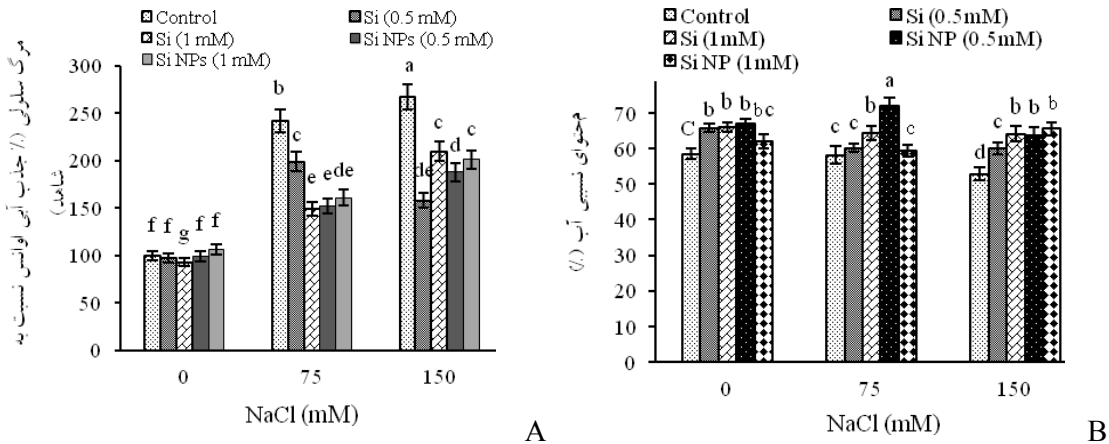 Control
Si (0.5 mM)
Si (1 mM)
Si NPs (0.5 mM)
Si NPs (1 mM)
مرگ سلولی (٪ جذب آبی اوانس نسبت به
شاهد)
300
250
200
150
100
50
0
f f g f f
b c e e de
a de c d c
0 75 150
NaCl (mM)
A
Control
Si (0.5mM)
Si (1mM)
Si NP (0.5mM)
Si NP (1mM)
محتوای نسبی آب (٪)
70
60
50
40
30
20
10
0
C b b b bc
c c b a c
d c b b b
0 75 150
NaCl (mM)
B